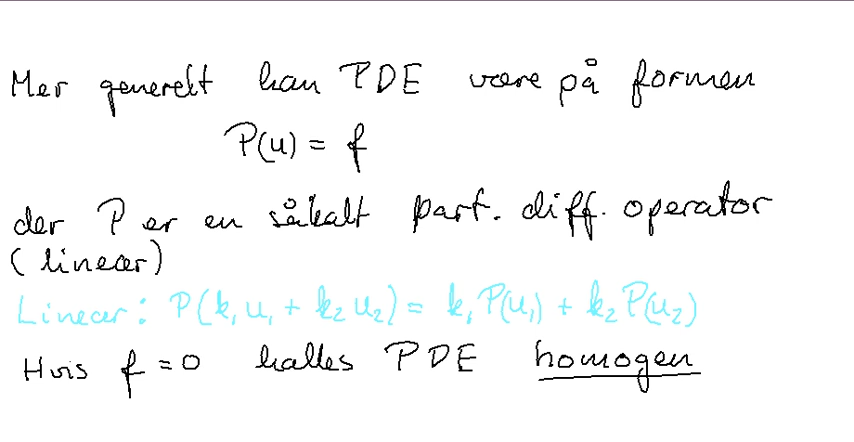 Mer generelt kan PDE være på formen
P(u) = f
der P er en såkalt part. diff. operator
(lineær)
Lineær: P(k₁u₁ + k₂u₂) = k₁P(u₁) + k₂P(u₂)
Hvis f = 0 kalles PDE homogen